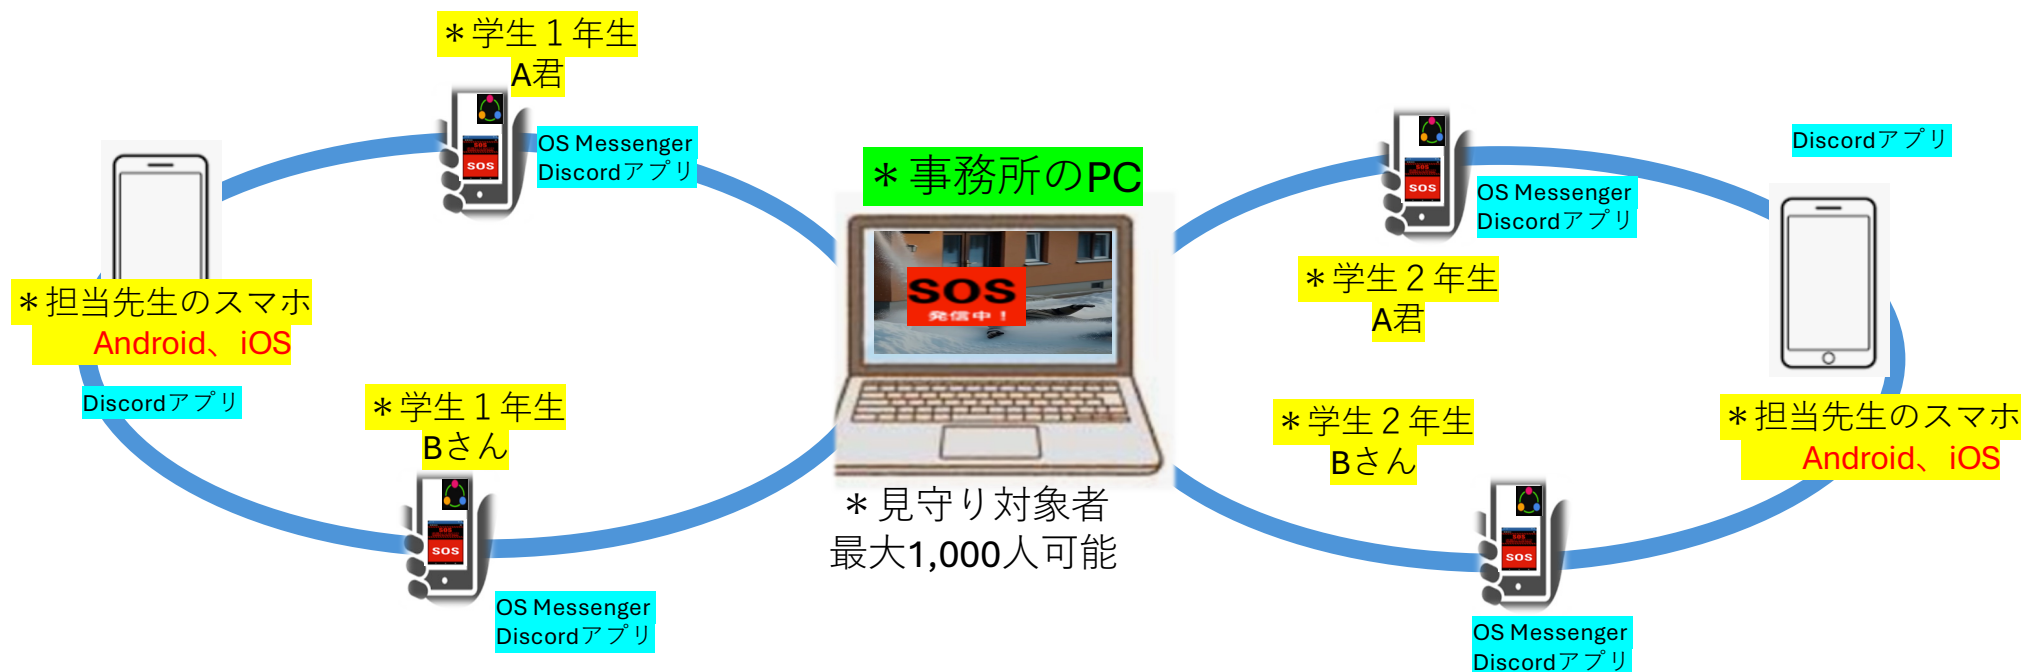 ＊学生１年生
A君
OS Messenger
Discordアプリ
SOS
＊担当先生のスマホ
Android、iOS
Discordアプリ
＊学生１年生
Bさん
SOS
OS Messenger
Discordアプリ
＊事務所のPC
SOS
発信中！
＊見守り対象者
最大1,000人可能
SOS
OS Messenger
Discordアプリ
＊学生２年生
A君
Discordアプリ
＊担当先生のスマホ
Android、iOS
＊学生２年生
Bさん
SOS
OS Messenger
Discordアプリ